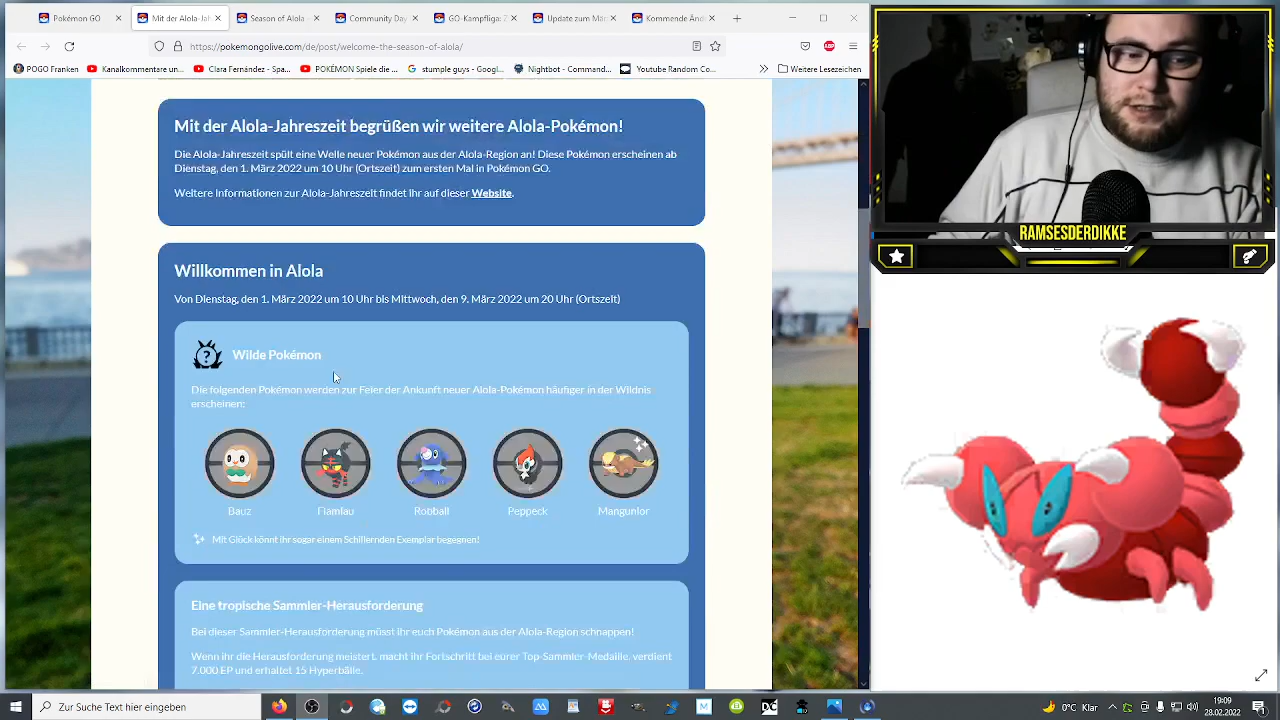 Pokémon GO
Mit der Alola-Jah
Season of Alola
Community-Da
GO Kampfliga:
Update zum Mä
Kommende Änd
https://pokemongolive.com/de/post/welcome-the-season-of-alola/
POGO Franken
Kanalkommentare...
Clara Fernández - Spa...
POKÉMON Spiele in ...
stumple guys - Googl...
Nightbot - Comman...
Youtube Random Co...
Weitere Lesezeichen
Mit der Alola-Jahreszeit begrüßen wir weitere Alola-Pokémon!
Die Alola-Jahreszeit spült eine Welle neuer Pokémon aus der Alola-Region an! Diese Pokémon erscheinen ab
Dienstag, den 1. März 2022 um 10 Uhr (Ortszeit) zum ersten Mal in Pokémon GO.
Weitere Informationen zur Alola-Jahreszeit findet ihr auf dieser Website.
Willkommen in Alola
Von Dienstag, den 1. März 2022 um 10 Uhr bis Mittwoch, den 9. März 2022 um 20 Uhr (Ortszeit)
Wilde Pokémon
Die folgenden Pokémon werden zur Feier der Ankunft neuer Alola-Pokémon häufiger in der Wildnis
erscheinen:
Bauz
Flamiau
Robball
Peppeck
Mangunior
Mit Glück könnt ihr sogar einem Schillernden Exemplar begegnen!
Eine tropische Sammler-Herausforderung
Bei dieser Sammler-Herausforderung müsst ihr euch Pokémon aus der Alola-Region schnappen!
Wenn ihr die Herausforderung meistert, macht ihr Fortschritt bei eurer Top-Sammler-Medaille, verdient
7.000 EP und erhaltet 15 Hyperbälle.
RAMSESDERDIKKE
Zur Suche Text hier eingeben
19:09
28.02.2022